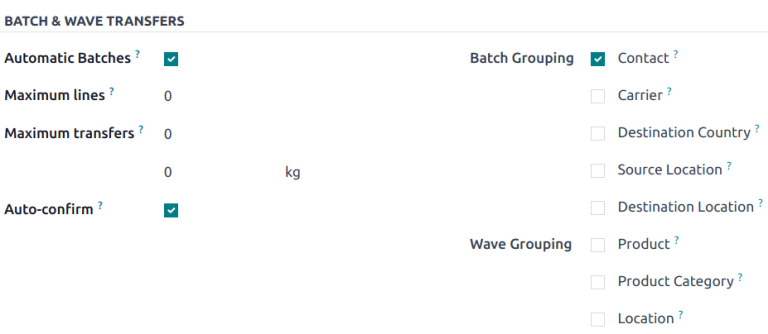 BATCH & WAVE TRANSFERS
Automatic Batches ?
Maximum lines ? 0
Maximum transfers ? 0
0 kg
Auto-confirm ?
Batch Grouping Contact ?
Carrier ?
Destination Country ?
Source Location ?
Destination Location ?
Wave Grouping Product ?
Product Category ?
Location ?